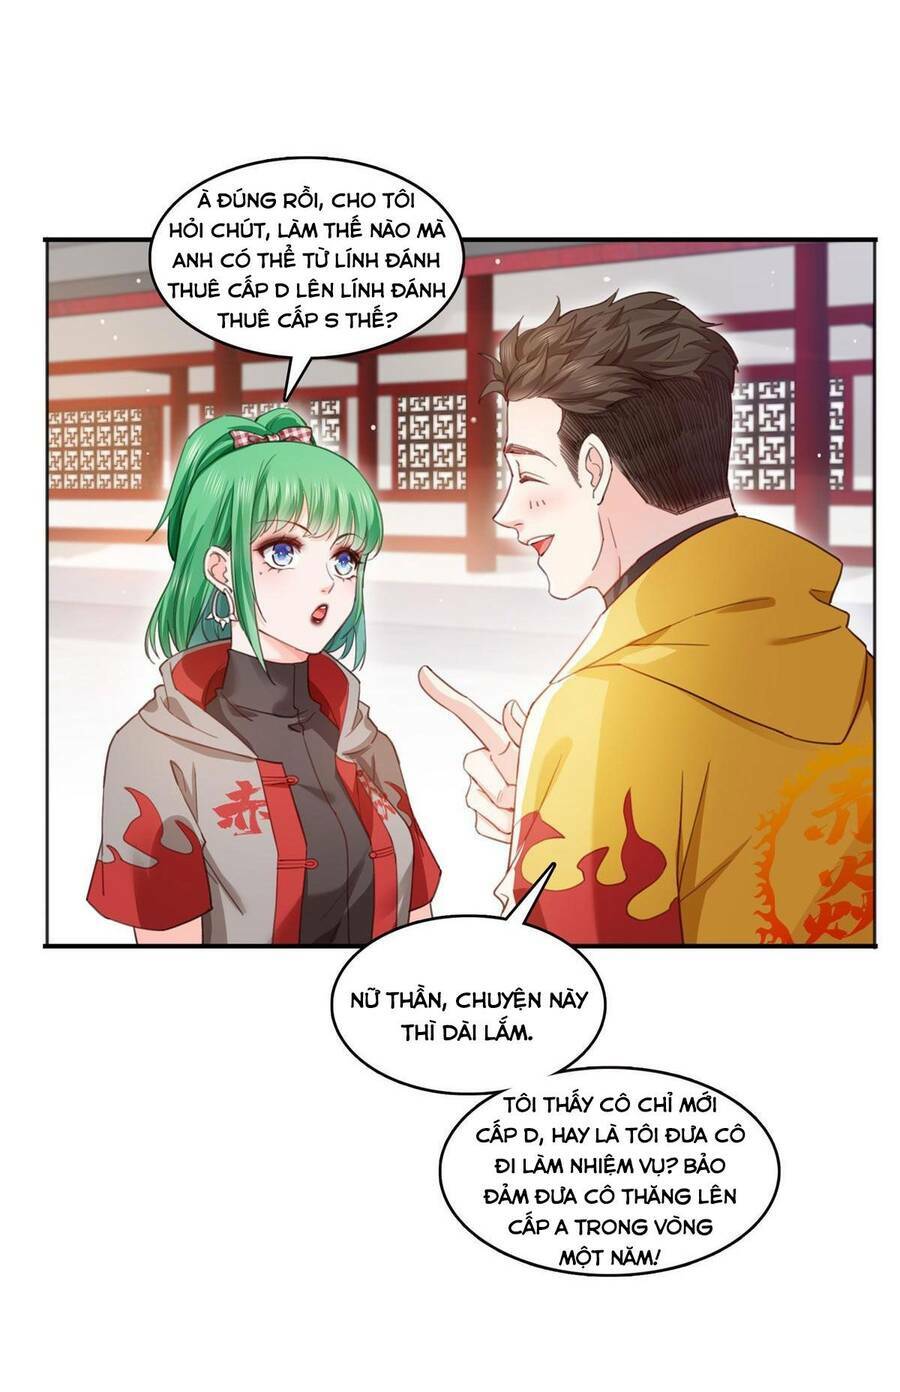 À ĐÚNG RỒI, CHO TÔI
HỎI CHÚT, LÀM THẾ NÀO MÀ
ANH CÓ THỂ TỪ LÍNH ĐÁNH
THUÊ CẤP D LÊN LÍNH ĐÁNH
THUÊ CẤP S THẾ?
赤
赤焱
NỮ THẦN, CHUYỆN NÀY
THÌ DÀI LẮM.
TÔI THẤY CÔ CHỈ MỚI
CẤP D, HAY LÀ TÔI ĐƯA CÔ
ĐI LÀM NHIỆM VỤ? BẢO
ĐẢM ĐƯA CÔ THĂNG LÊN
CẤP A TRONG VÒNG
MỘT NĂM!